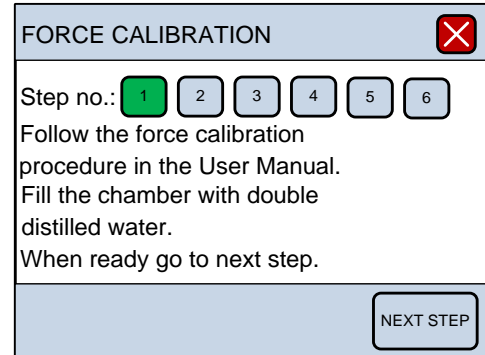 FORCE CALIBRATION
Step no.: 1 2 3 4 5 6
Follow the force calibration
procedure in the User Manual.
Fill the chamber with double
distilled water.
When ready go to next step.
NEXT STEP